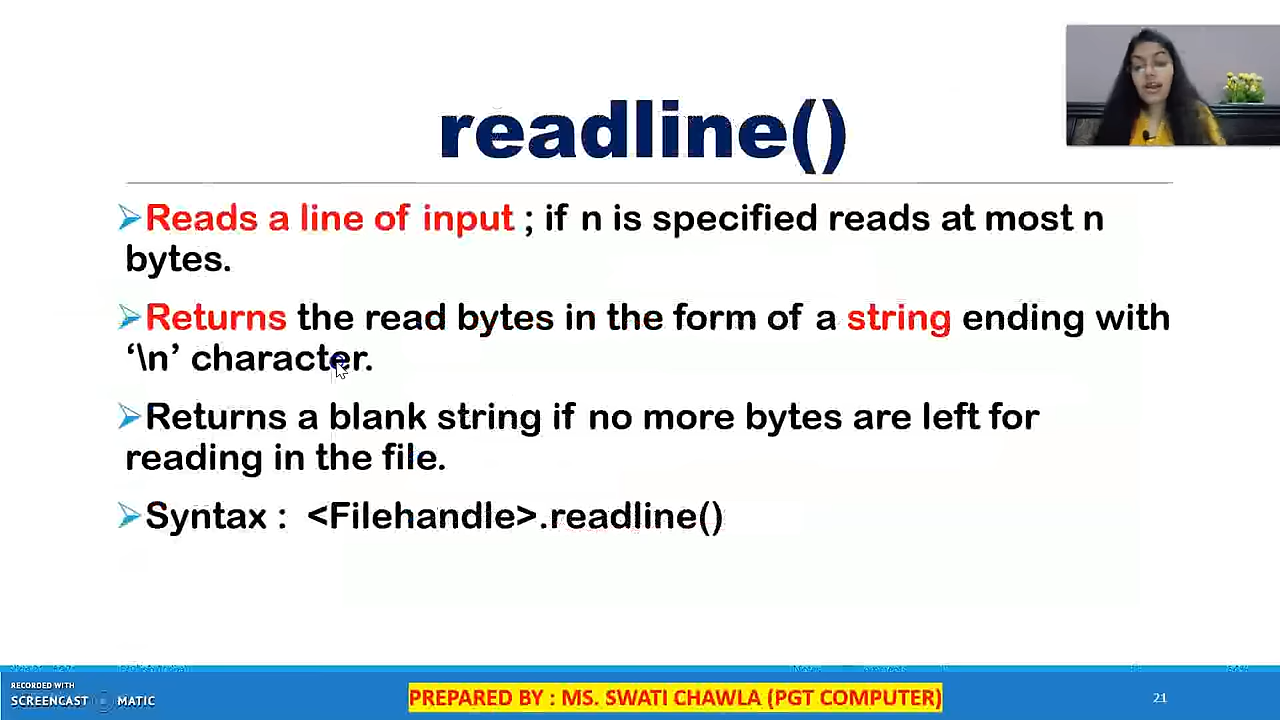 readline()
Reads a line of input ; if n is specified reads at most n
bytes.
Returns the read bytes in the form of a string ending with
‘\n’ character.
Returns a blank string if no more bytes are left for
reading in the file.
Syntax : <Filehandle>.readline()
RECORDED WITH
SCREENCAST MATIC
PREPARED BY : MS. SWATI CHAWLA (PGT COMPUTER)
21